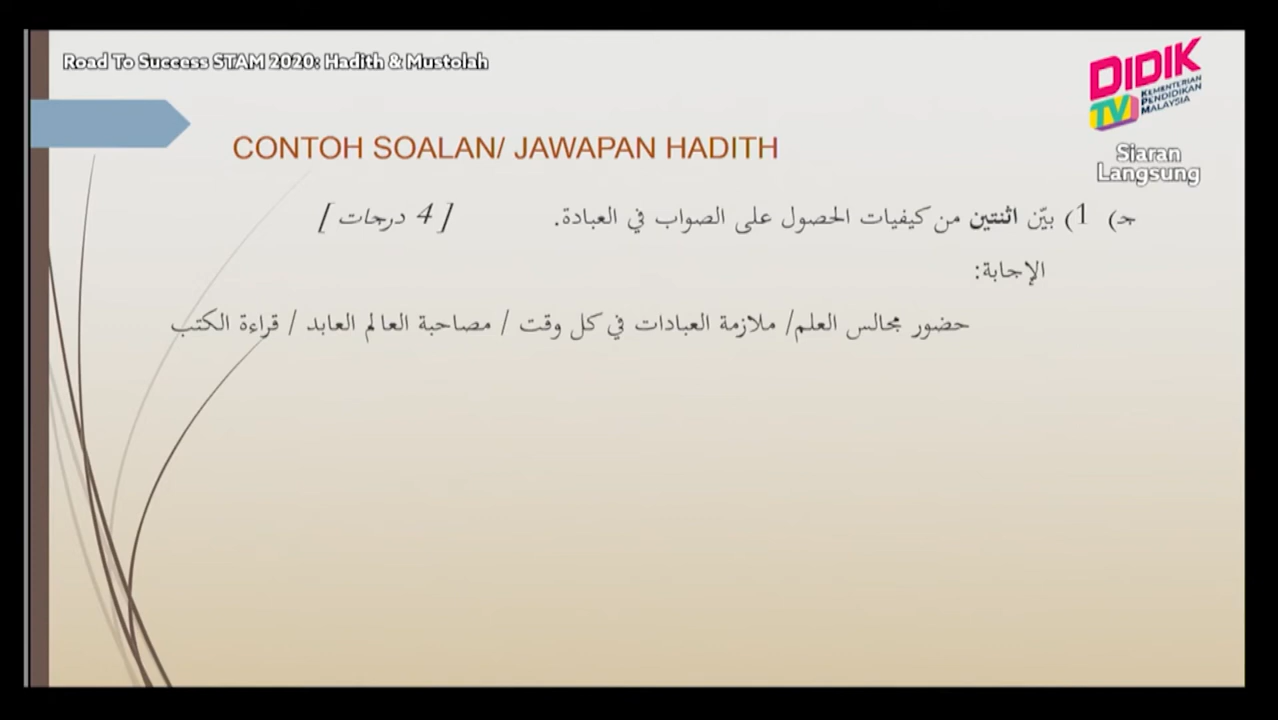 Road To Success STAM 2020: Hadith & Mustolah
DIDIK
TV KEMENTERIAN PENDIDIKAN MALAYSIA
Siaran
Langsung
CONTOH SOALAN/ JAWAPAN HADITH
جـ) 1) بيّن اثنتين من كيفيات الحصول على الصواب في العبادة. [ 4 درجات ]
الإجابة:
حضور مجالس العلم/ ملازمة العبادات في كل وقت / مصاحبة العالم العابد / قراءة الكتب